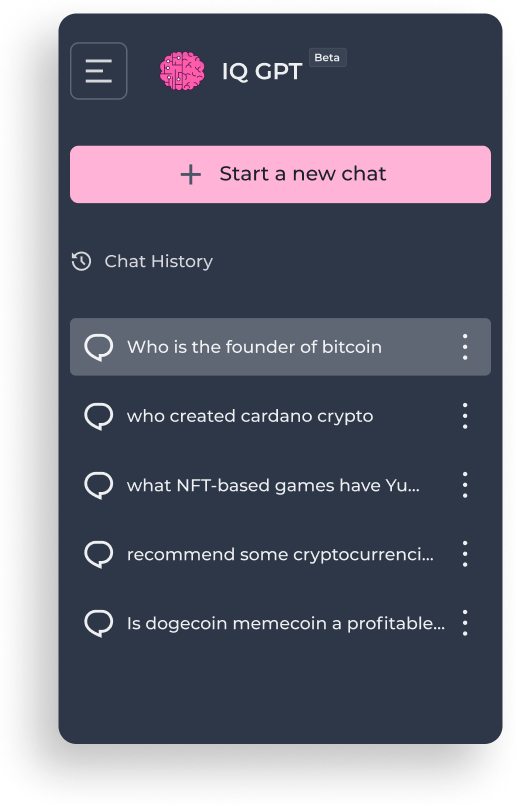 IQ GPT Beta
Start a new chat
Chat History
Who is the founder of bitcoin
who created cardano crypto
what NFT-based games have Yu...
recommend some cryptocurrenci...
Is dogecoin memecoin a profitable...